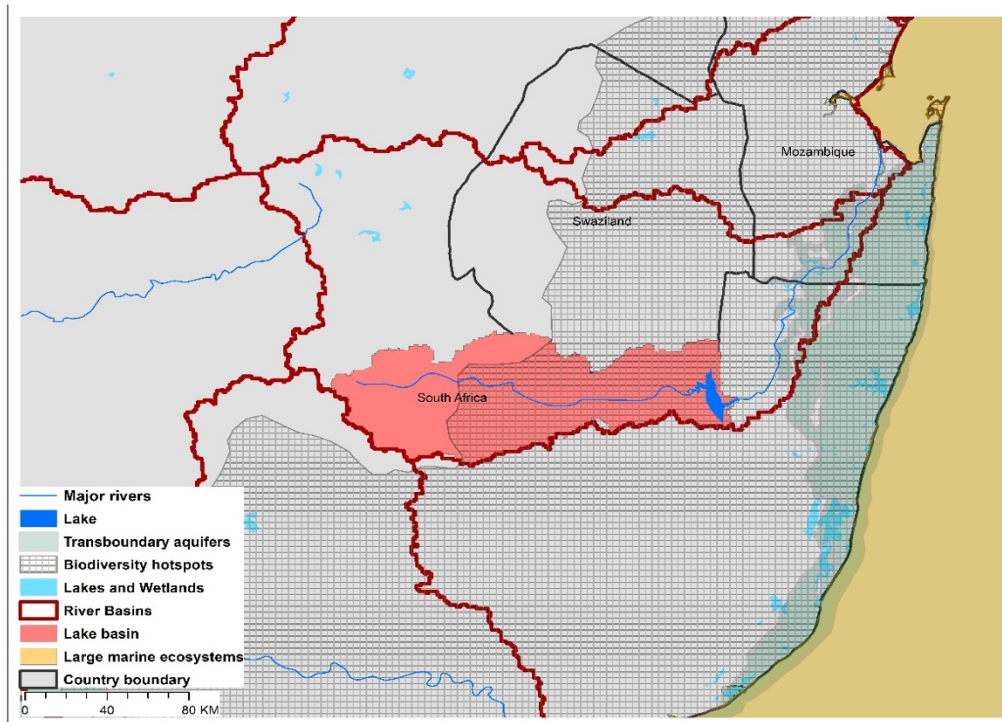 Mozambique
Swaziland
South Africa
Major rivers
Lake
Transboundary aquifers
Biodiversity hotspots
Lakes and Wetlands
River Basins
Lake basin
Large marine ecosystems
Country boundary
0 40 80 KM